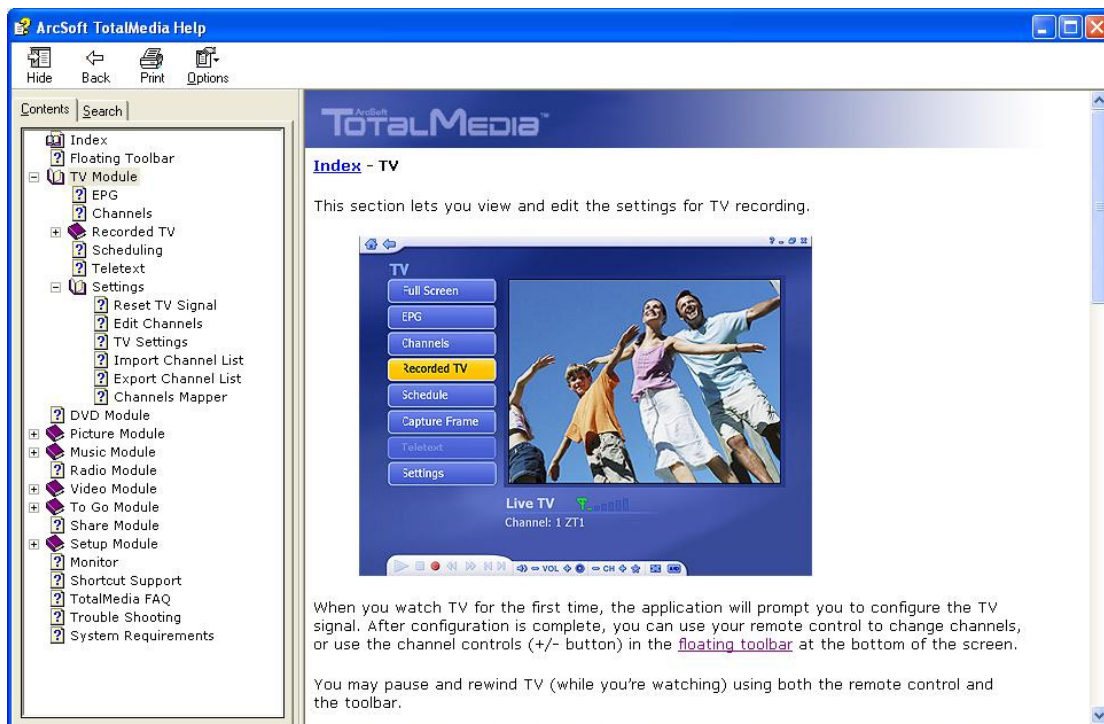 ArcSoft TotalMedia Help
Hide Back Print Options
Contents Search
Index
Floating Toolbar
TV Module
EPG
Channels
Recorded TV
Scheduling
Teletext
Settings
Reset TV Signal
Edit Channels
TV Settings
Import Channel List
Export Channel List
Channels Mapper
DVD Module
Picture Module
Music Module
Radio Module
Video Module
To Go Module
Share Module
Setup Module
Monitor
Shortcut Support
TotalMedia FAQ
Trouble Shooting
System Requirements
ArcSoft
TotalMedia™
Index - TV
This section lets you view and edit the settings for TV recording.
TV
Full Screen
EPG
Channels
Recorded TV
Schedule
Capture Frame
Teletext
Settings
Live TV
Channel: 1 ZT1
VOL CH
When you watch TV for the first time, the application will prompt you to configure the TV
signal. After configuration is complete, you can use your remote control to change channels,
or use the channel controls (+/- button) in the floating toolbar at the bottom of the screen.
You may pause and rewind TV (while you're watching) using both the remote control and
the toolbar.